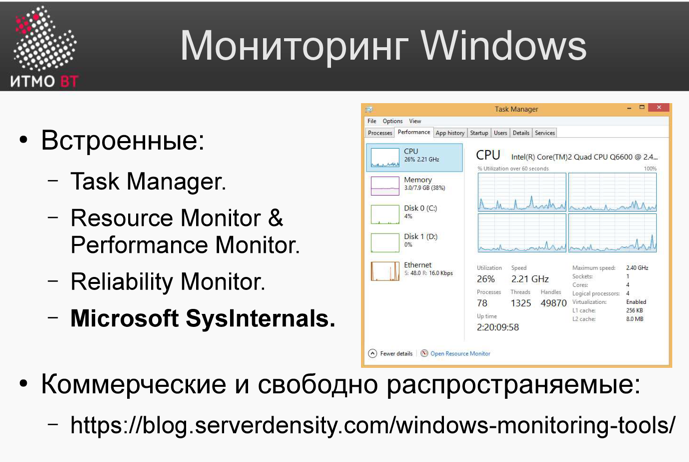 ИТМО ВТ
Мониторинг Windows
• Встроенные:
– Task Manager.
– Resource Monitor &
Performance Monitor.
– Reliability Monitor.
– Microsoft SysInternals.
Task Manager
File Options View
Processes Performance App history Startup Users Details Services
CPU
26% 2.21 GHz
Memory
3.0/7.9 GB (38%)
Disk 0 (C:)
4%
Disk 1 (D:)
0%
Ethernet
S: 48.0 R: 16.0 Kbps
CPU Intel(R) Core(TM)2 Quad CPU Q6600 @ 2.4...
% Utilization over 60 seconds 100%
Utilization Speed
26% 2.21 GHz
Processes Threads Handles
78 1325 49870
Up time
2:20:09:58
Maximum speed: 2.40 GHz
Sockets: 1
Cores: 4
Logical processors: 4
Virtualization: Enabled
L1 cache: 256 KB
L2 cache: 8.0 MB
Fewer details Open Resource Monitor
• Коммерческие и свободно распространяемые:
– https://blog.serverdensity.com/windows-monitoring-tools/